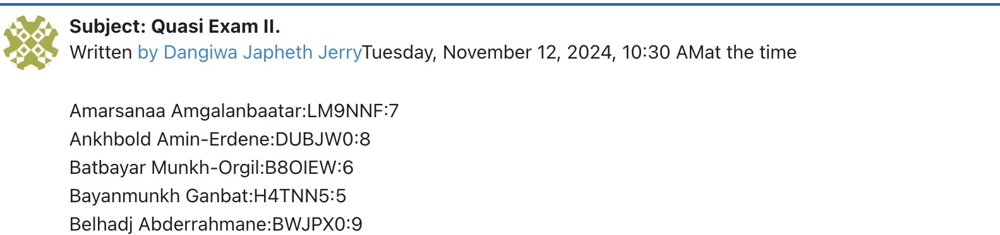 Subject: Quasi Exam II.
Written by Dangiwa Japheth JerryTuesday, November 12, 2024, 10:30 AMat the time
Amarsanaa Amgalanbaatar:LM9NNF:7
Ankhbold Amin-Erdene:DUBJW0:8
Batbayar Munkh-Orgil:B8OIEW:6
Bayanmunkh Ganbat:H4TNN5:5
Belhadj Abderrahmane:BWJPX0:9